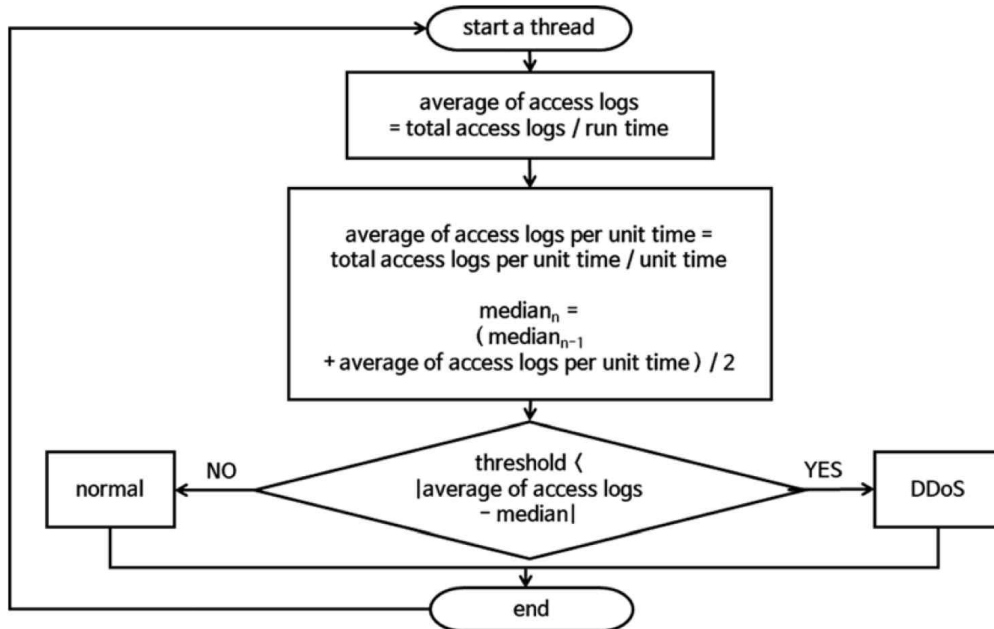 start a thread
average of access logs
= total access logs / run time
average of access logs per unit time =
total access logs per unit time / unit time
medianₙ =
( medianₙ₋₁
+ average of access logs per unit time ) / 2
threshold ⟨
|average of access logs
− median|
NO
YES
normal
DDoS
end